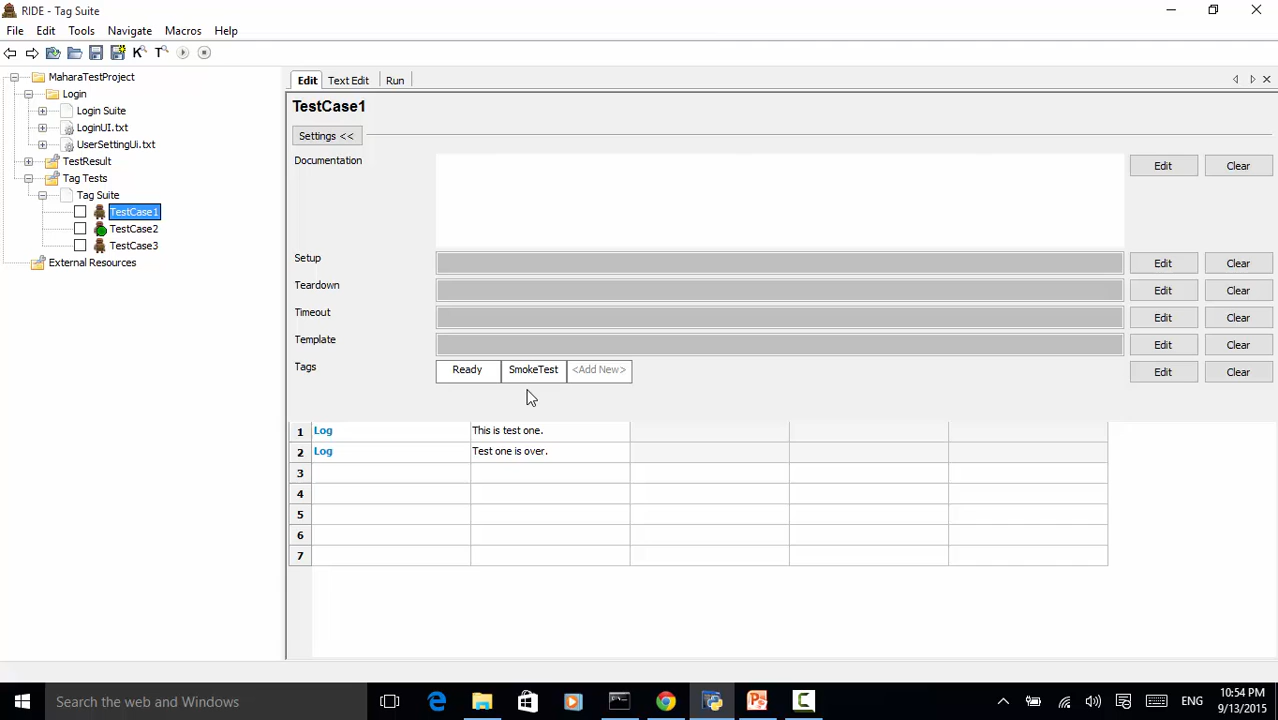 RIDE - Tag Suite
File Edit Tools Navigate Macros Help
K T
MaharaTestProject
Login
Login Suite
LoginUI.txt
UserSettingUi.txt
TestResult
Tag Tests
Tag Suite
TestCase1
TestCase2
TestCase3
External Resources
Edit Text Edit Run
TestCase1
Settings <<
Documentation Edit Clear
Setup Edit Clear
Teardown Edit Clear
Timeout Edit Clear
Template Edit Clear
Tags Ready SmokeTest <Add New> Edit Clear
1 Log This is test one.
2 Log Test one is over.
3
4
5
6
7
Search the web and Windows
ENG
10:54 PM
9/13/2015